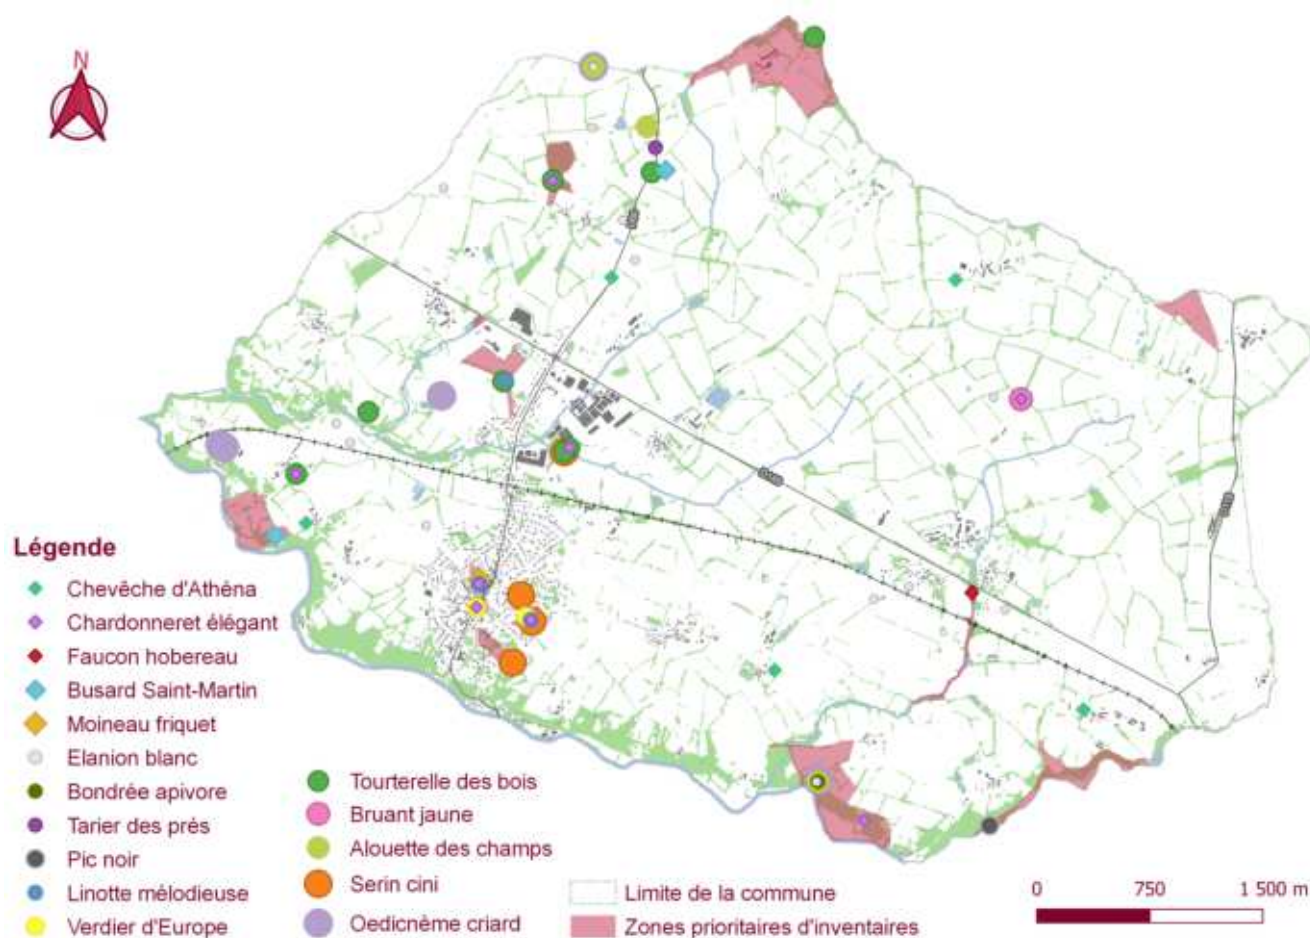 N
Légende
Chevêche d'Athéna
Chardonneret élégant
Faucon hobereau
Busard Saint-Martin
Moineau friquet
Elanion blanc
Bondrée apivore
Tarier des prés
Pic noir
Linotte mélodieuse
Verdier d'Europe
Tourterelle des bois
Bruant jaune
Alouette des champs
Serin cini
Oedicnème criard
Limite de la commune
Zones prioritaires d'inventaires
0 750 1 500 m